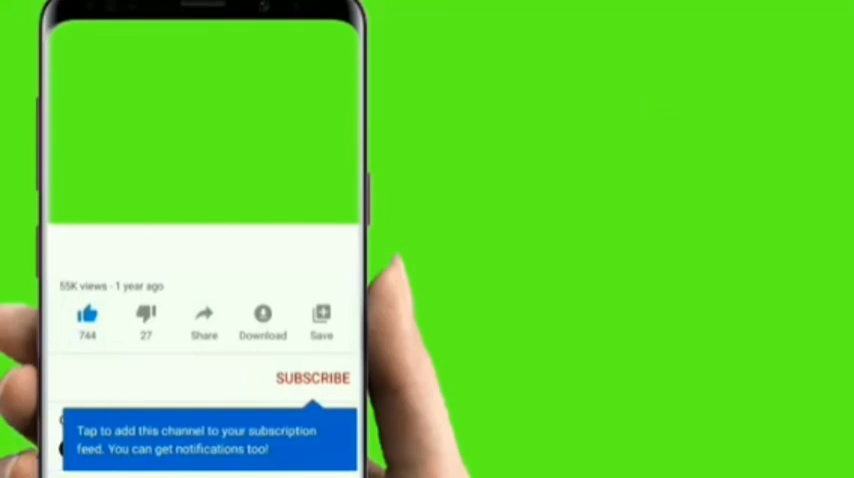 55K views · 1 year ago
744
27
Share
Download
Save
SUBSCRIBE
Tap to add this channel to your subscription
feed. You can get notifications too!